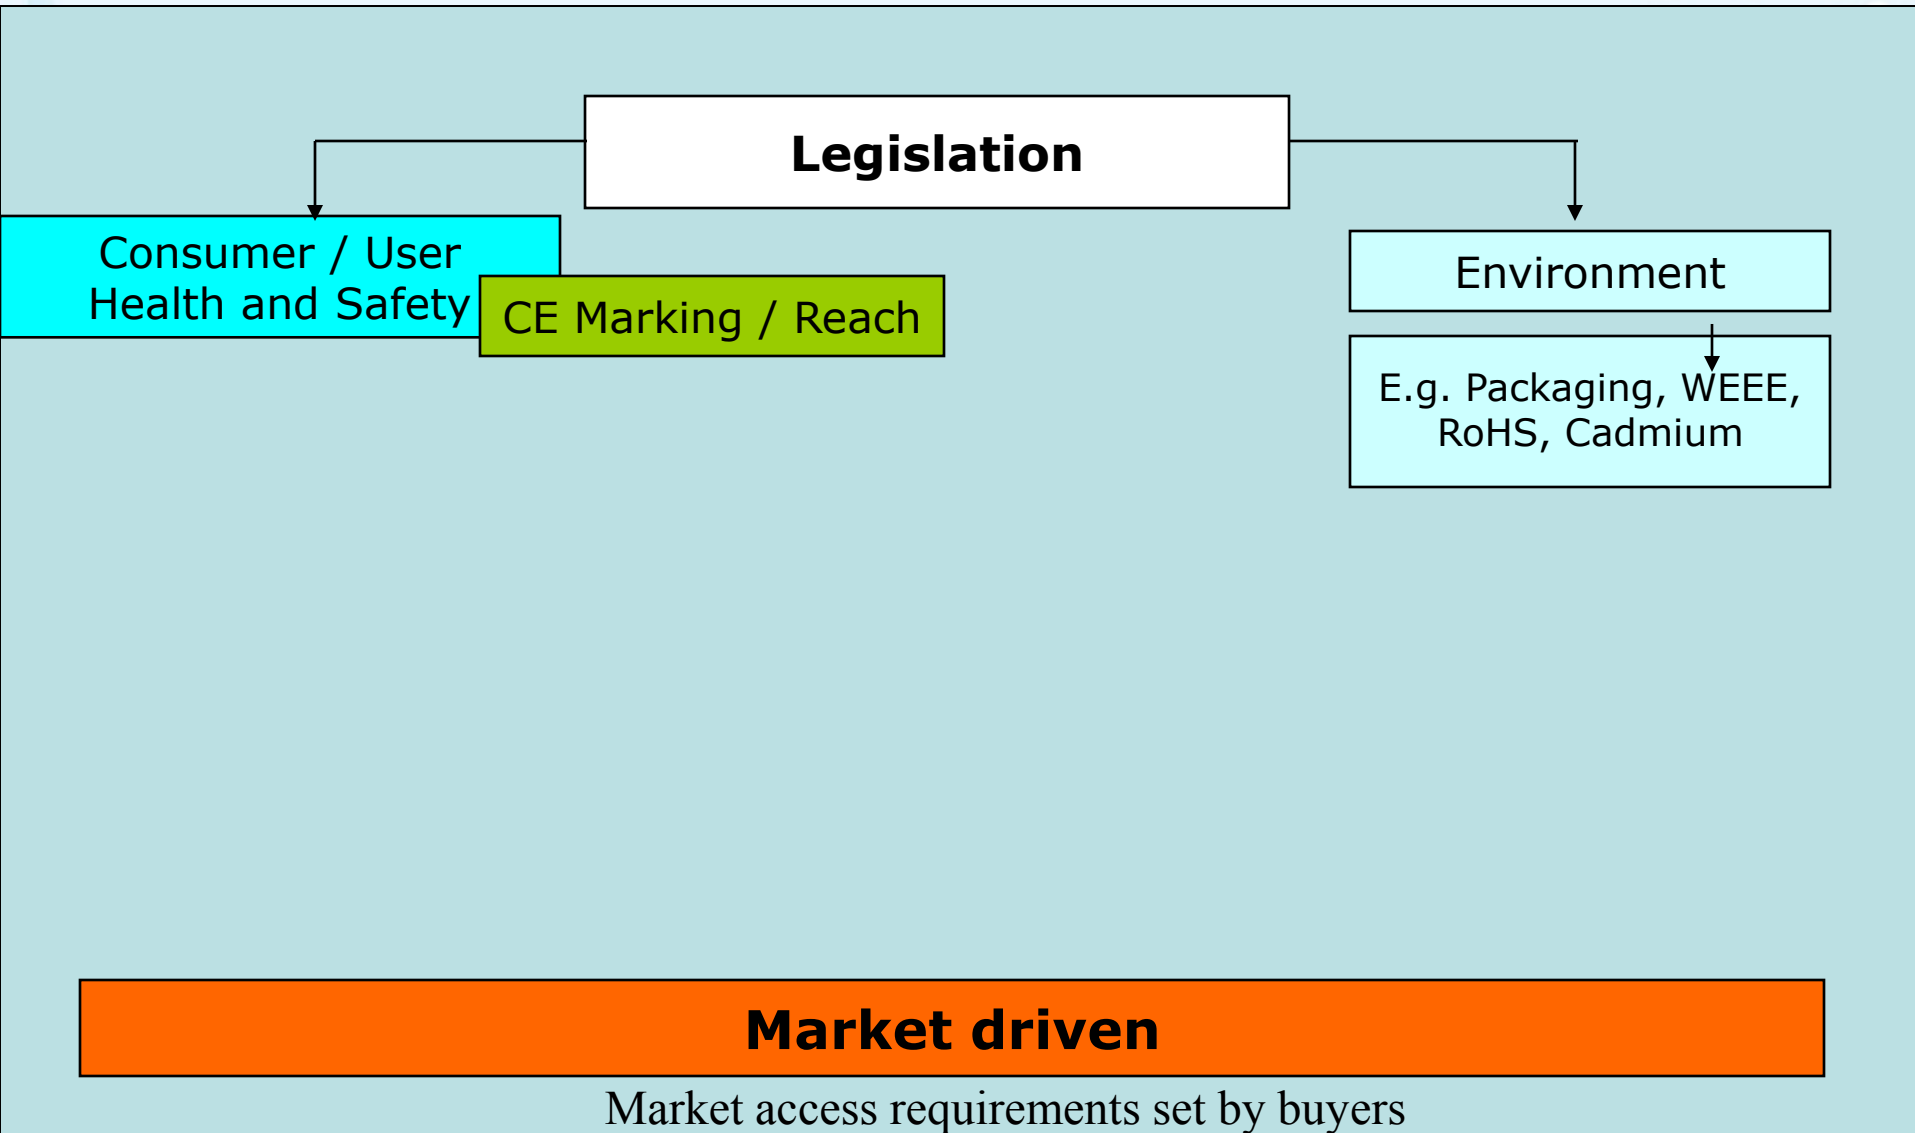 Legislation
Consumer / User
Health and Safety
CE Marking / Reach
Environment
E.g. Packaging, WEEE,
RoHS, Cadmium
Market driven
Market access requirements set by buyers